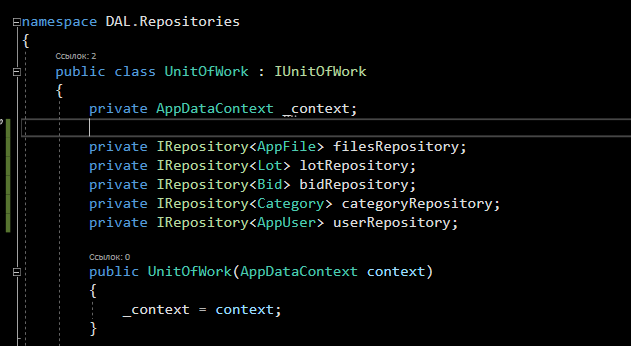 namespace DAL.Repositories
{
Ссылок: 2
public class UnitOfWork : IUnitOfWork
{
private AppDataContext _context;
private IRepository<AppFile> filesRepository;
private IRepository<Lot> lotRepository;
private IRepository<Bid> bidRepository;
private IRepository<Category> categoryRepository;
private IRepository<AppUser> userRepository;
Ссылок: 0
public UnitOfWork(AppDataContext context)
{
_context = context;
}